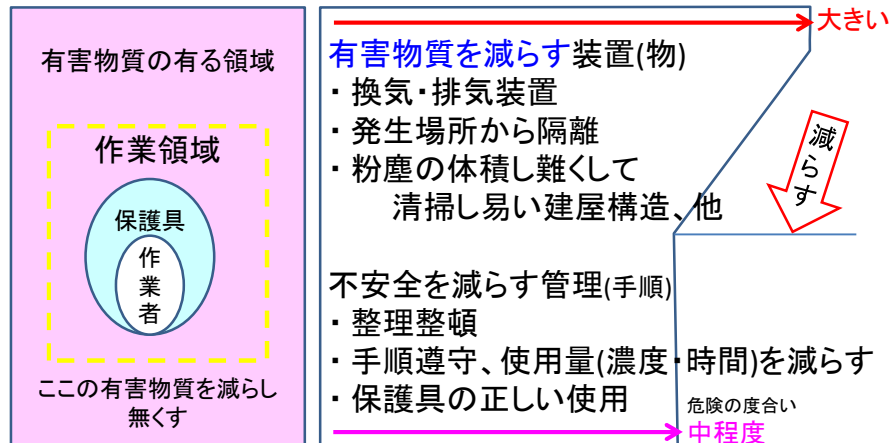 有害物質の有る領域
作業領域
保護具
作業者
ここの有害物質を減らし
無くす
大きい
有害物質を減らす装置(物)
・換気・排気装置
・発生場所から隔離
・粉塵の体積し難くして
清掃し易い建屋構造、他
減らす
不安全を減らす管理(手順)
・整理整頓
・手順遵守、使用量(濃度・時間)を減らす
・保護具の正しい使用
危険の度合い
中程度